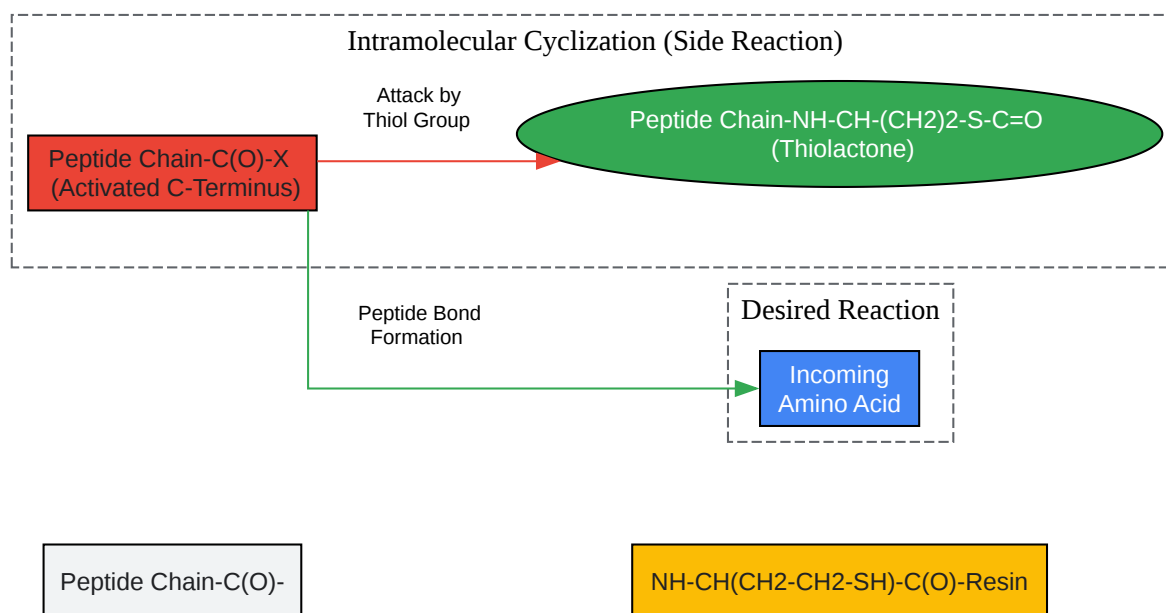 Intramolecular Cyclization (Side Reaction)
Attack by
Thiol Group
Peptide Chain-C(O)-X
(Activated C-Terminus)
Peptide Chain-NH-CH-(CH2)2-S-C=O
(Thiolactone)
Peptide Bond
Formation
Desired Reaction
Incoming
Amino Acid
Peptide Chain-C(O)-
NH-CH(CH2-CH2-SH)-C(O)-Resin